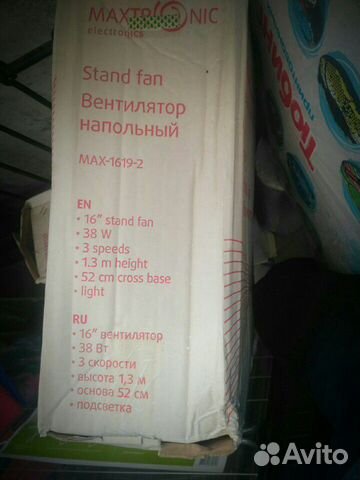 MAXTRONIC
electronics
Stand fan
Вентилятор
напольный
MAX-1619-2
EN
• 16" stand fan
• 38 W
• 3 speeds
• 1.3 m height
• 52 cm cross base
• light
RU
• 16" вентилятор
• 38 Вт
• 3 скорости
• высота 1,3 м
• основа 52 см
• подсветка
Тюбинг
Avito